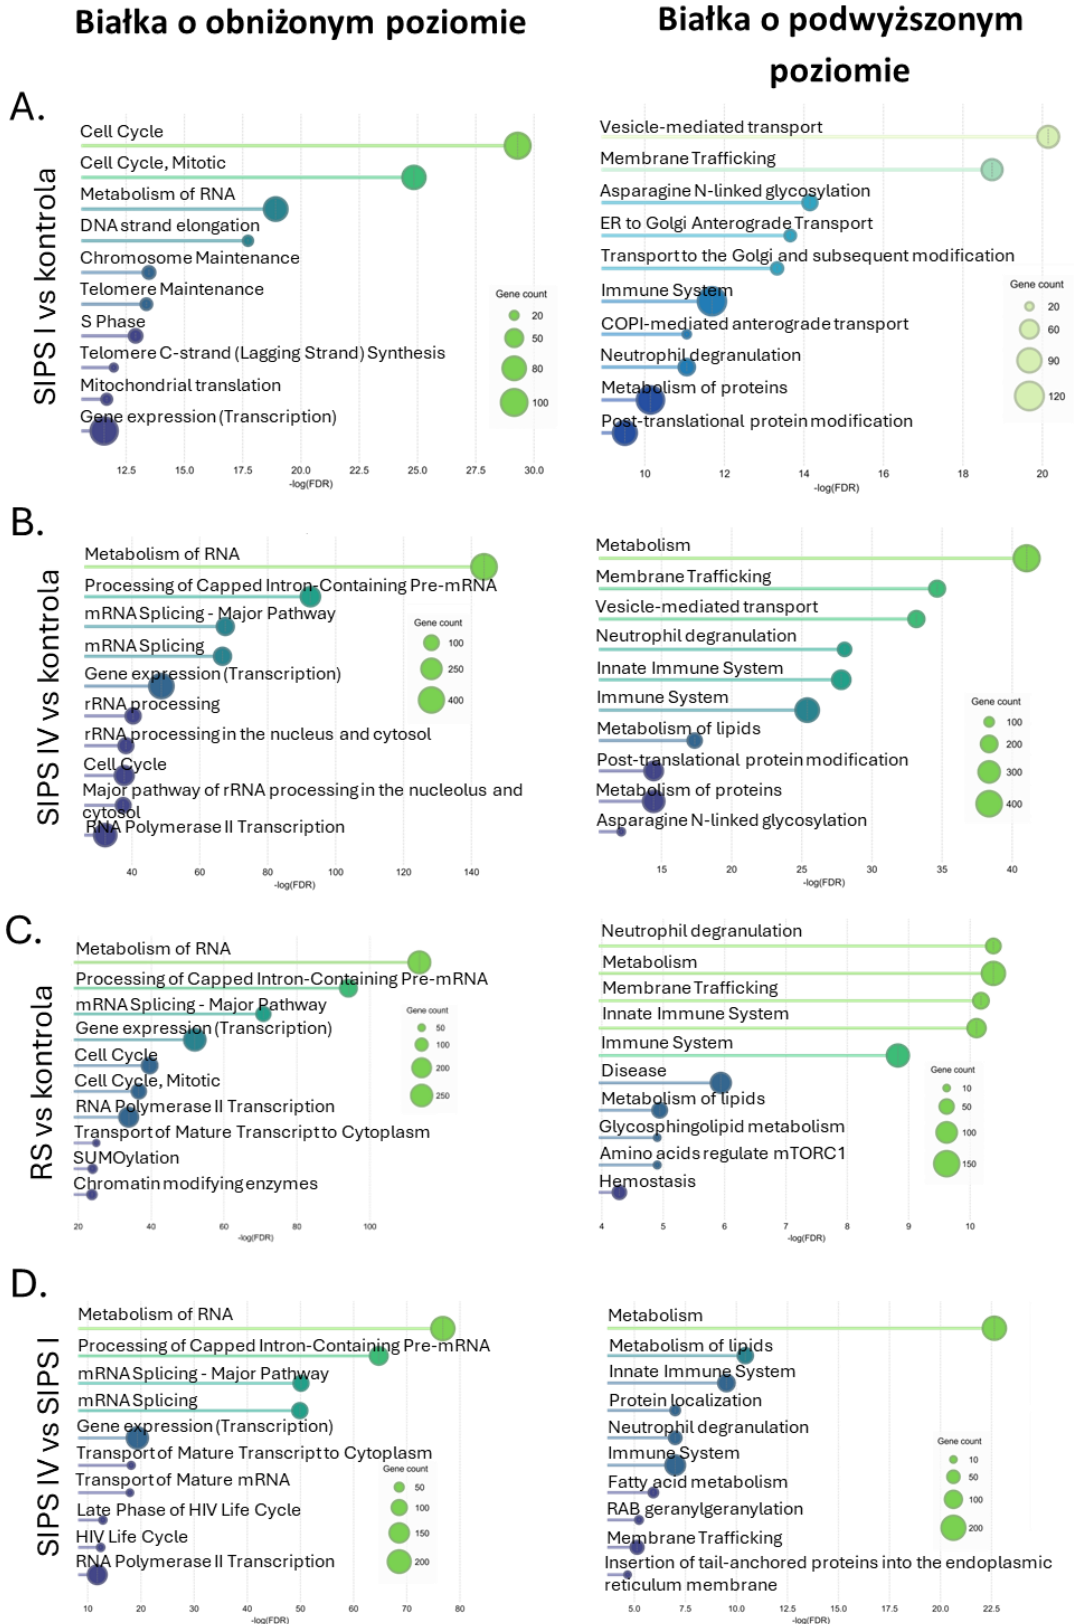 Białka o obniżonym poziomie
Białka o podwyższonym
poziomie
A.
SIPS I vs kontrola
Cell Cycle
Cell Cycle, Mitotic
Metabolism of RNA
DNA strand elongation
Chromosome Maintenance
Telomere Maintenance
S Phase
Telomere C-strand (Lagging Strand) Synthesis
Mitochondrial translation
Gene expression (Transcription)
Gene count
20
50
80
100
12.5 15.0 17.5 20.0 22.5 25.0 27.5 30.0
-log(FDR)
Vesicle-mediated transport
Membrane Trafficking
Asparagine N-linked glycosylation
ER to Golgi Anterograde Transport
Transport to the Golgi and subsequent modification
Immune System
COPI-mediated anterograde transport
Neutrophil degranulation
Metabolism of proteins
Post-translational protein modification
Gene count
20
60
90
120
10 12 14 16 18 20
-log(FDR)
B.
SIPS IV vs kontrola
Metabolism of RNA
Processing of Capped Intron-Containing Pre-mRNA
mRNA Splicing - Major Pathway
mRNA Splicing
Gene expression (Transcription)
rRNA processing
rRNA processing in the nucleus and cytosol
Cell Cycle
Major pathway of rRNA processing in the nucleolus and
cytosol
RNA Polymerase II Transcription
Gene count
100
250
400
40 60 80 100 120 140
-log(FDR)
Metabolism
Membrane Trafficking
Vesicle-mediated transport
Neutrophil degranulation
Innate Immune System
Immune System
Metabolism of lipids
Post-translational protein modification
Metabolism of proteins
Asparagine N-linked glycosylation
Gene count
100
200
300
400
15 20 25 30 35 40
-log(FDR)
C.
RS vs kontrola
Metabolism of RNA
Processing of Capped Intron-Containing Pre-mRNA
mRNA Splicing - Major Pathway
Gene expression (Transcription)
Cell Cycle
Cell Cycle, Mitotic
RNA Polymerase II Transcription
Transport of Mature Transcript to Cytoplasm
SUMOylation
Chromatin modifying enzymes
Gene count
50
100
200
250
20 40 60 80 100
-log(FDR)
Neutrophil degranulation
Metabolism
Membrane Trafficking
Innate Immune System
Immune System
Disease
Metabolism of lipids
Glycosphingolipid metabolism
Amino acids regulate mTORC1
Hemostasis
Gene count
10
50
100
150
4 5 6 7 8 9 10
-log(FDR)
D.
SIPS IV vs SIPS I
Metabolism of RNA
Processing of Capped Intron-Containing Pre-mRNA
mRNA Splicing - Major Pathway
mRNA Splicing
Gene expression (Transcription)
Transport of Mature Transcript to Cytoplasm
Transport of Mature mRNA
Late Phase of HIV Life Cycle
HIV Life Cycle
RNA Polymerase II Transcription
Gene count
50
100
150
200
10 20 30 40 50 60 70 80
-log(FDR)
Metabolism
Metabolism of lipids
Innate Immune System
Protein localization
Neutrophil degranulation
Immune System
Fatty acid metabolism
RAB geranylgeranylation
Membrane Trafficking
Insertion of tail-anchored proteins into the endoplasmic
reticulum membrane
Gene count
10
50
100
200
5.0 7.5 10.0 12.5 15.0 17.5 20.0 22.5
-log(FDR)